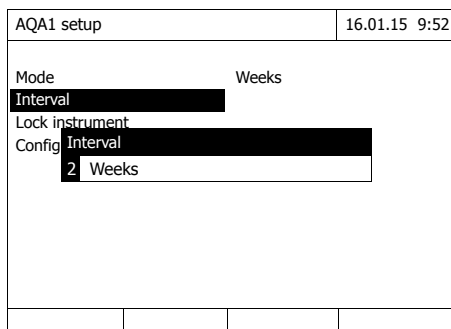 AQA1 setup 16.01.15 9:52
Mode Weeks
Interval
Lock instrument
Config
Interval
2 Weeks